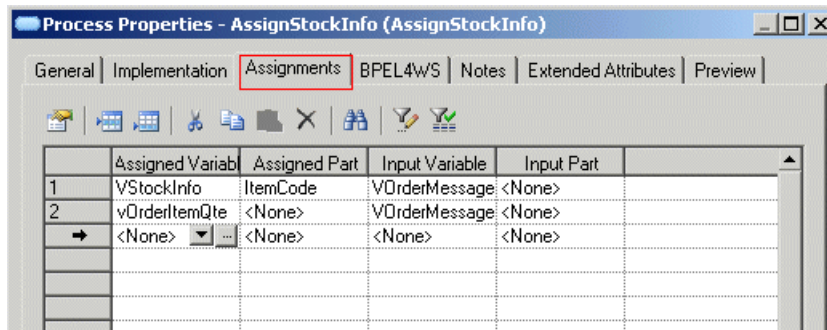 Process Properties - AssignStockInfo (AssignStockInfo)
General Implementation Assignments BPEL4WS Notes Extended Attributes Preview
Assigned Variabl Assigned Part Input Variable Input Part
1 VStockInfo ItemCode VOrderMessage <None>
2 vOrderItemQte <None> VOrderMessage <None>
<None> ... <None> <None> <None>